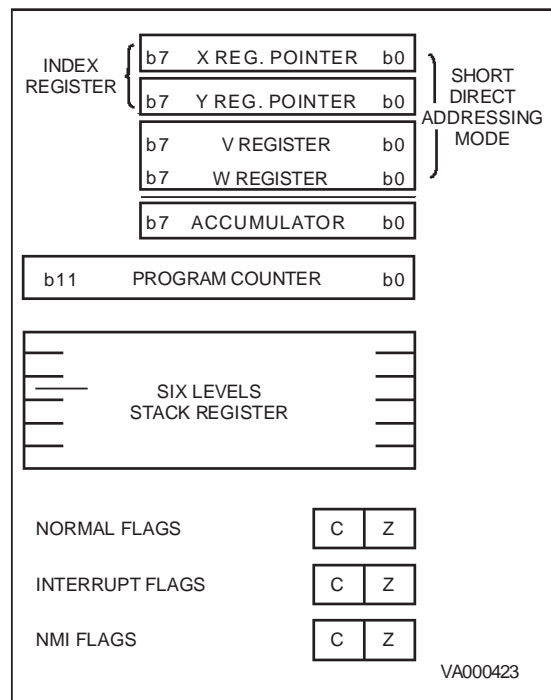 INDEX
REGISTER
b7 X REG. POINTER b0
b7 Y REG. POINTER b0
b7 V REGISTER b0
b7 W REGISTER b0
SHORT
DIRECT
ADDRESSING
MODE
b7 ACCUMULATOR b0
b11 PROGRAM COUNTER b0
SIX LEVELS
STACK REGISTER
NORMAL FLAGS C Z
INTERRUPT FLAGS C Z
NMI FLAGS C Z
VA000423